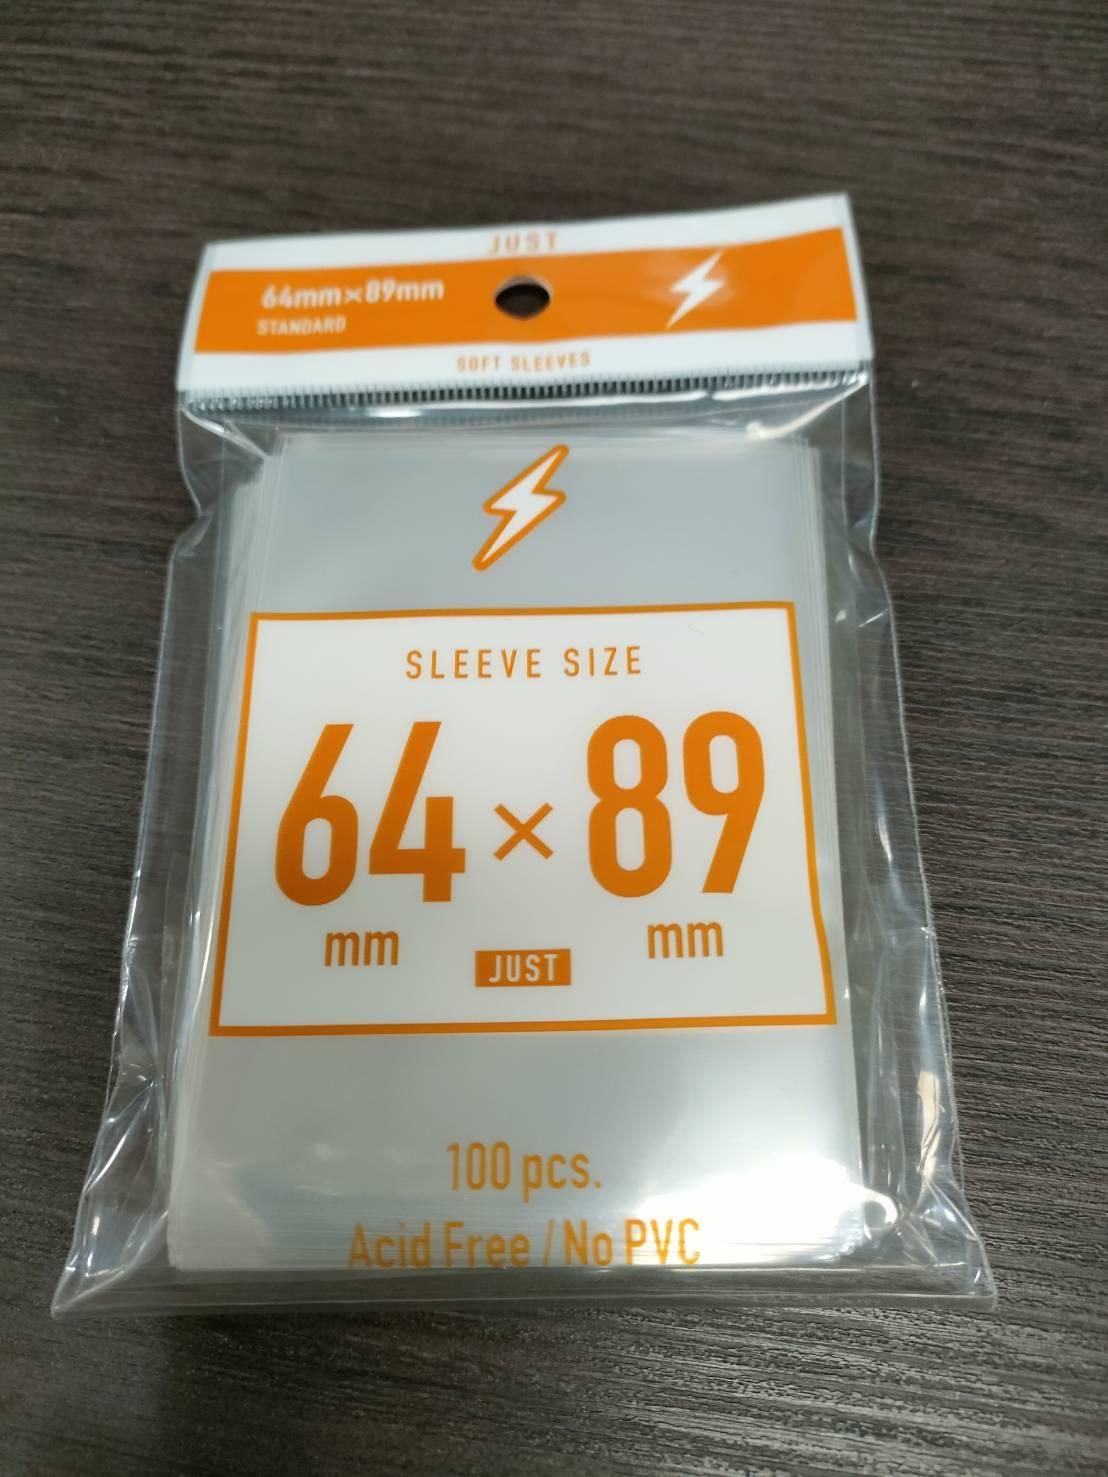 JUST
64mm×89mm
STANDARD
SOFT SLEEVES
SLEEVE SIZE
64 × 89
mm mm
JUST
100 pcs.
Acid Free / No PVC